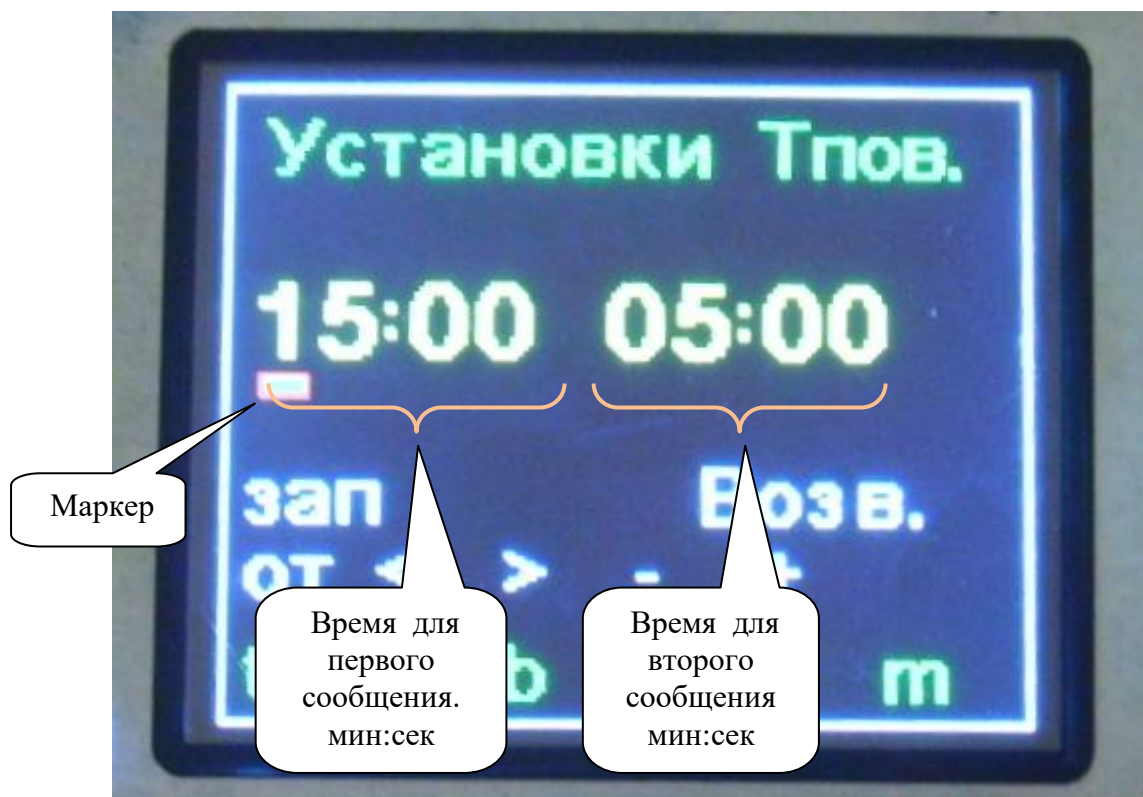 Установки Тпов.
15:00 05:00
Маркер
зап Возв.
от < > - +
Время для
первого
сообщения.
мин:сек
Время для
второго
сообщения
мин:сек
b m